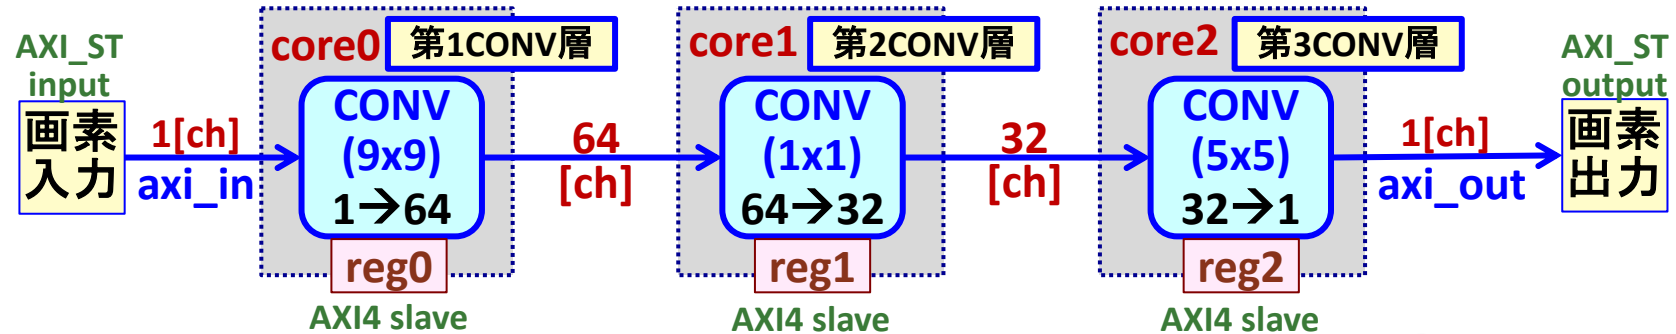 AXI_ST
input
画素
入力
1[ch]
axi_in
core0
第1CONV層
CONV
(9x9)
1→64
reg0
AXI4 slave
64
[ch]
core1
第2CONV層
CONV
(1x1)
64→32
reg1
AXI4 slave
32
[ch]
core2
第3CONV層
CONV
(5x5)
32→1
reg2
AXI4 slave
1[ch]
axi_out
AXI_ST
output
画素
出力